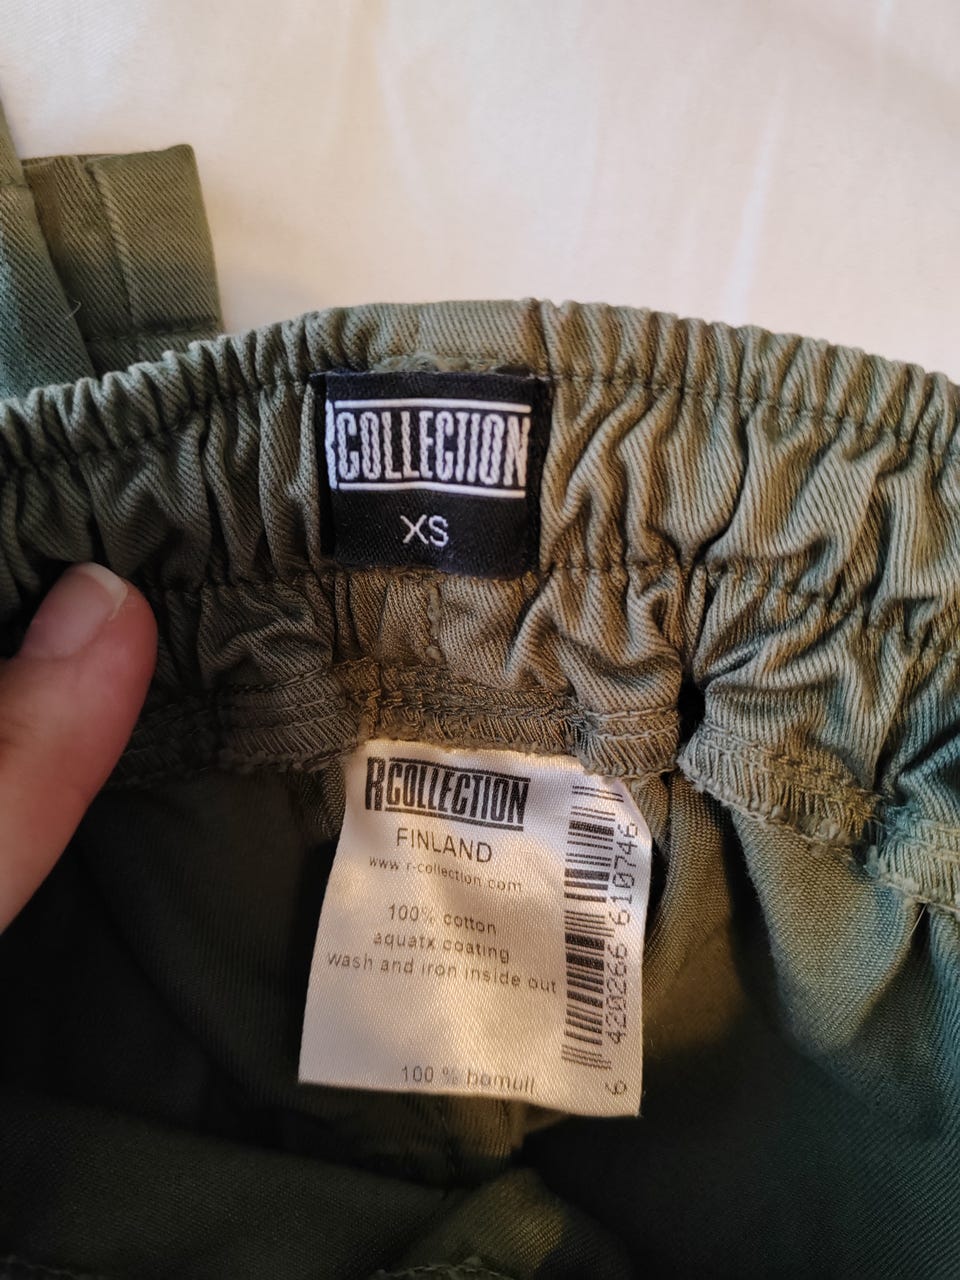 RCOLLECTION
XS
RCOLLECTION
FINLAND
www.r-collection.com
100% cotton
aquatx coating
wash and iron inside out
100 % bomull
6 420266 610746